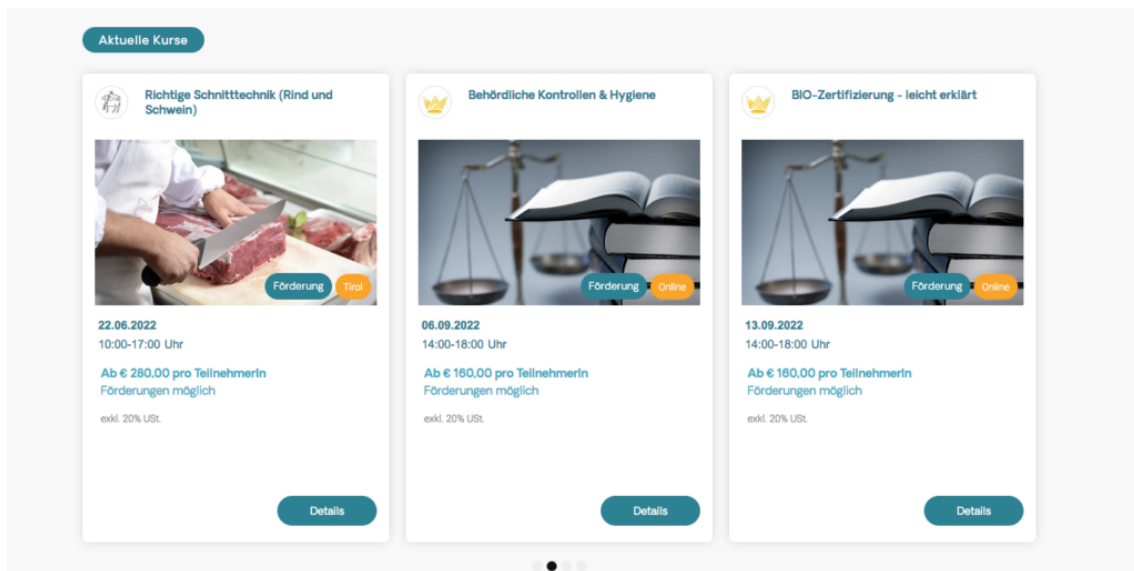 Aktuelle Kurse
Richtige Schnitttechnik (Rind und
Schwein)
Förderung
Tirol
22.06.2022
10:00-17:00 Uhr
Ab € 280,00 pro TeilnehmerIn
Förderungen möglich
exkl. 20% USt.
Details
Behördliche Kontrollen & Hygiene
Förderung
Online
06.09.2022
14:00-18:00 Uhr
Ab € 160,00 pro TeilnehmerIn
Förderungen möglich
exkl. 20% USt.
Details
BIO-Zertifizierung - leicht erklärt
Förderung
Online
13.09.2022
14:00-18:00 Uhr
Ab € 160,00 pro TeilnehmerIn
Förderungen möglich
exkl. 20% USt.
Details